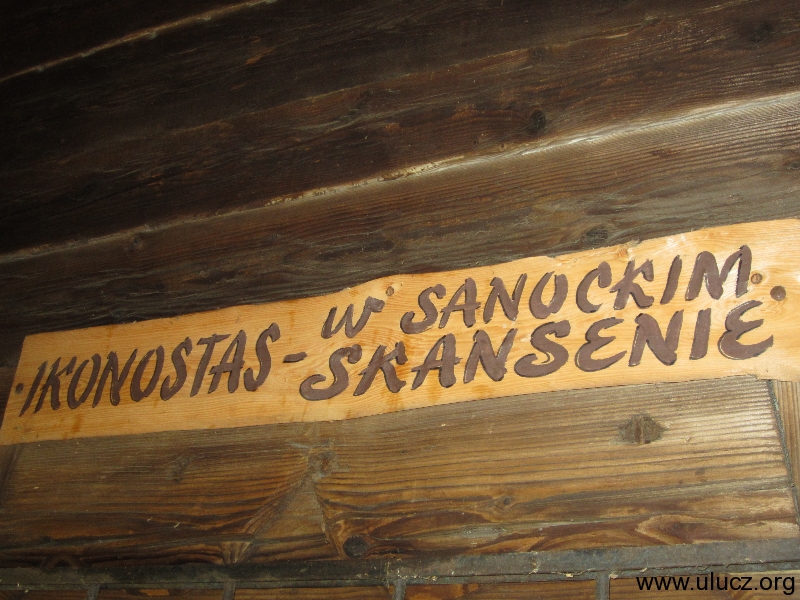 IKONOSTAS - W SANOCKIM
SKANSENIE
www.ulucz.org